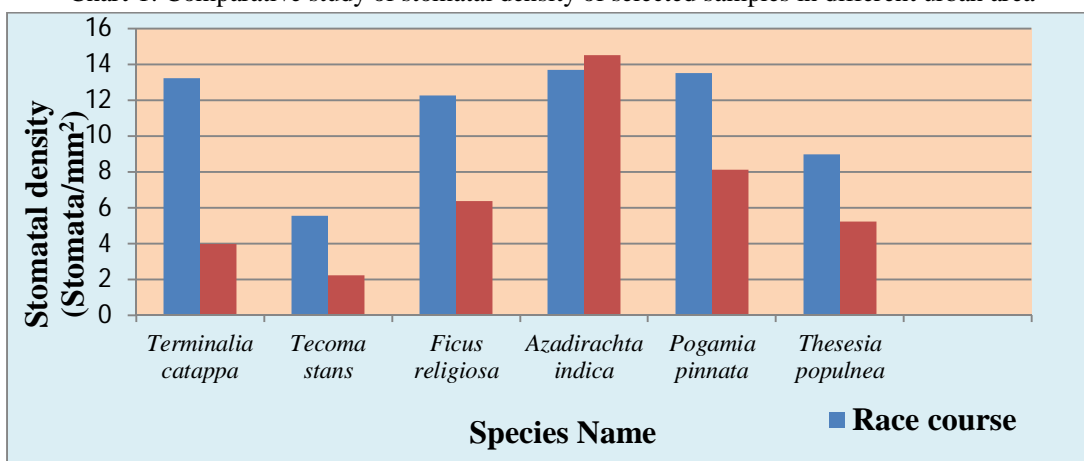 Chart 1: Comparative study of stomatal density of selected samples in different urban area
Stomatal density
(Stomata/mm²)
16
14
12
10
8
6
4
2
0
Terminalia
catappa
Tecoma
stans
Ficus
religiosa
Azadirachta
indica
Pogamia
pinnata
Thesesia
populnea
Species Name
Race course